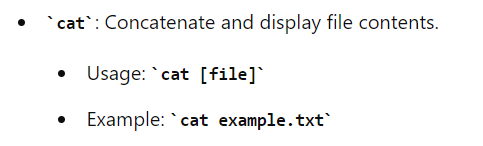 • `cat`: Concatenate and display file contents.
• Usage: `cat [file]`
• Example: `cat example.txt`